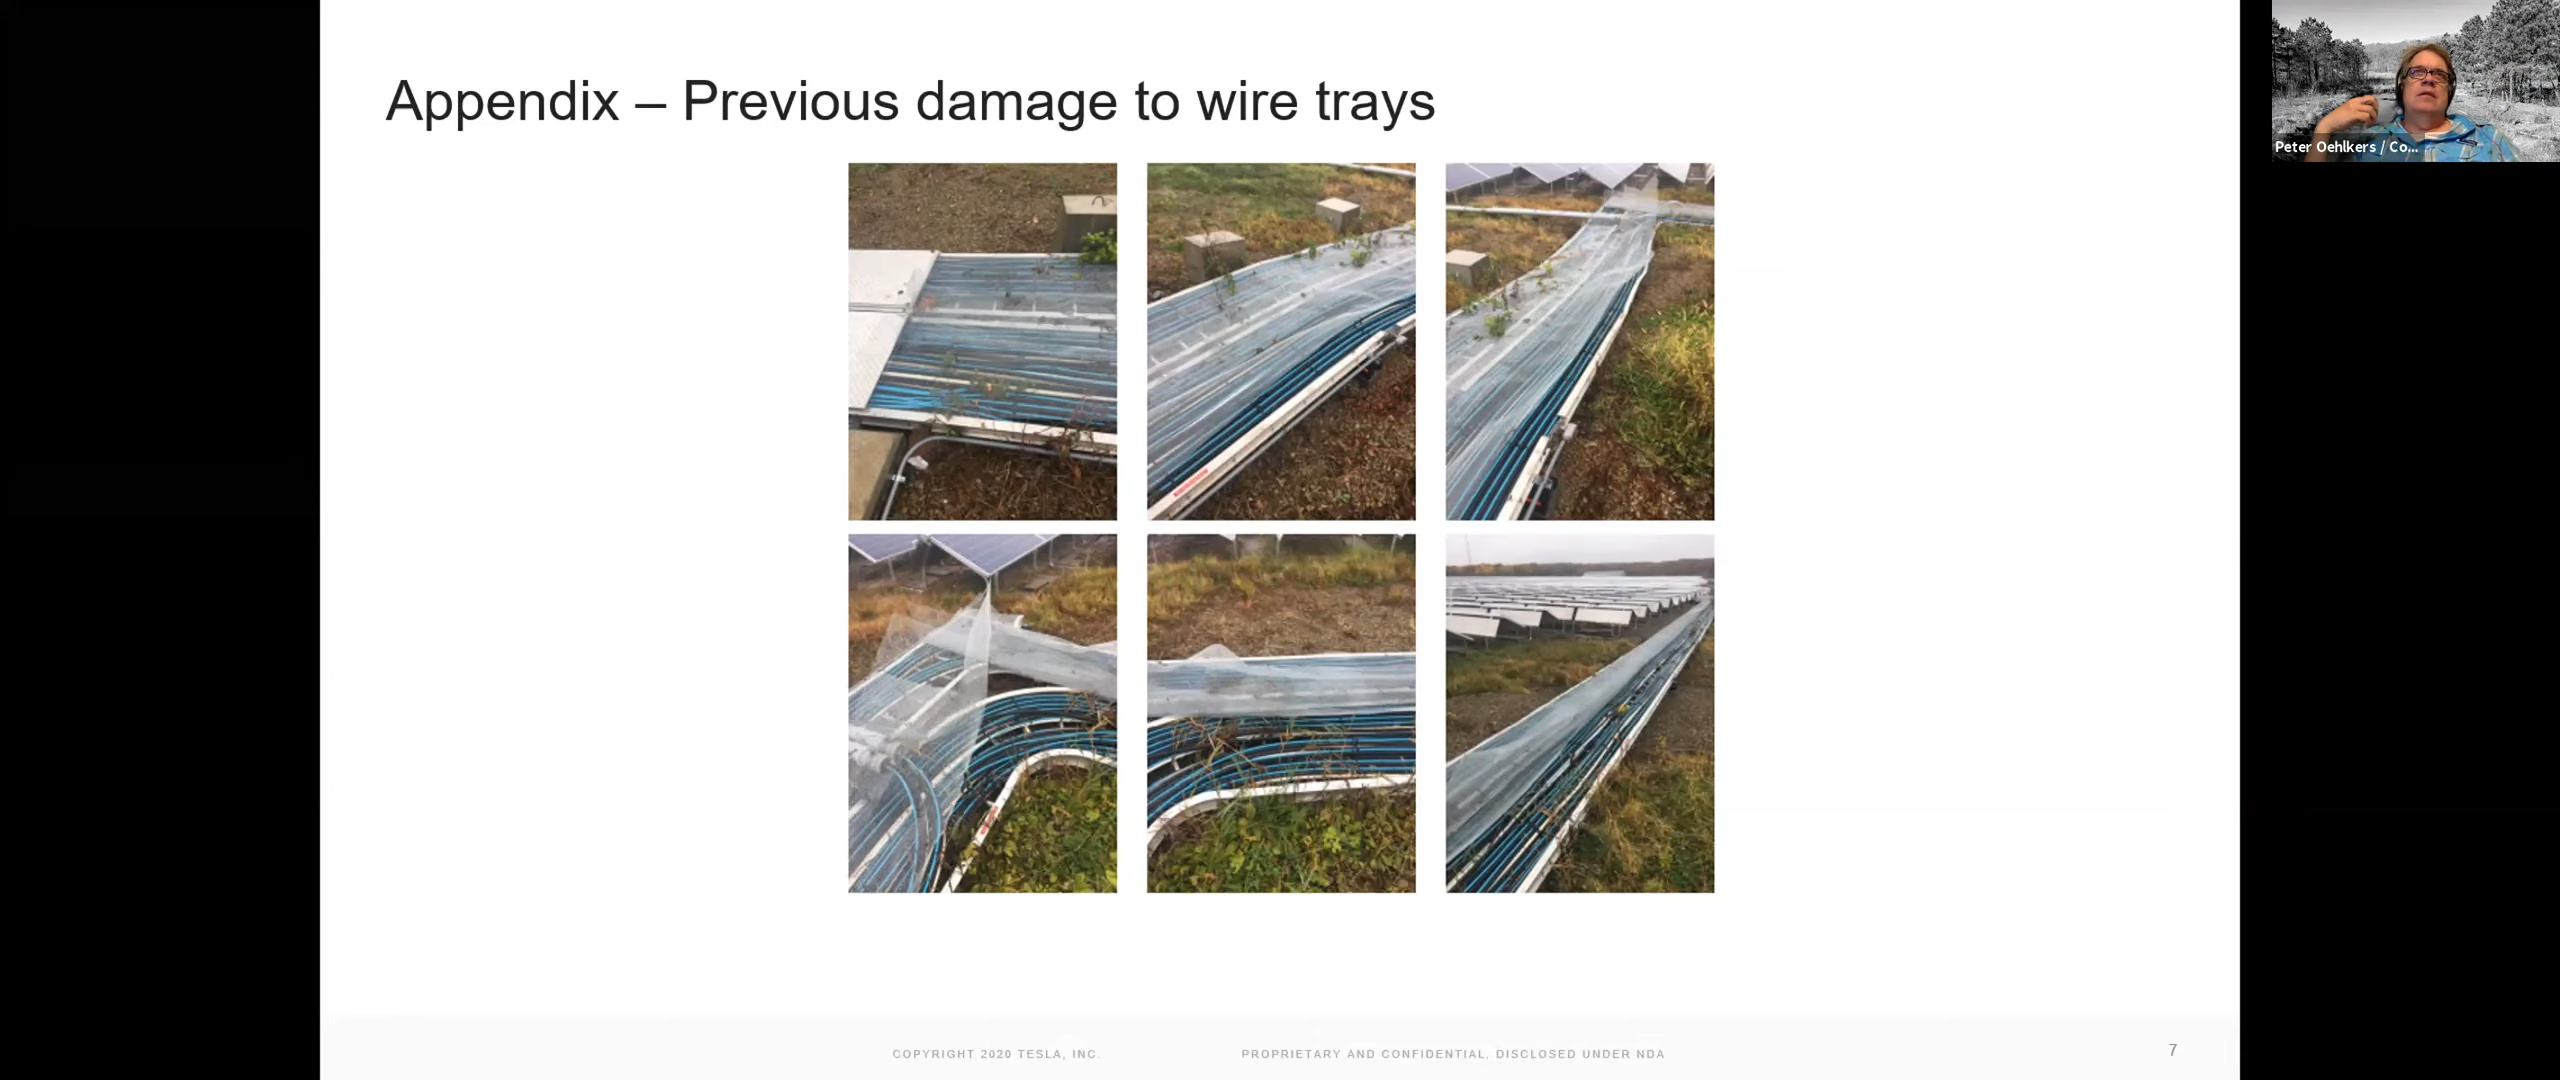 Appendix – Previous damage to wire trays
Peter Oehlkers / Co...
COPYRIGHT 2020 TESLA, INC.
PROPRIETARY AND CONFIDENTIAL, DISCLOSED UNDER NDA
7